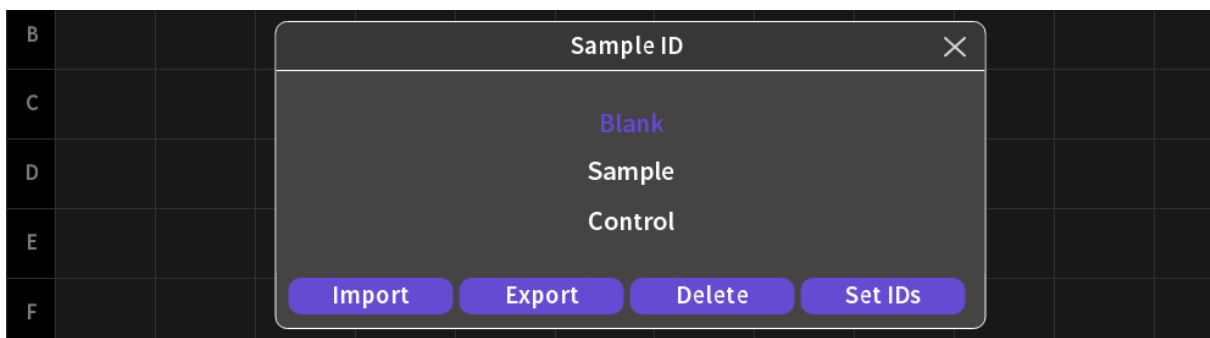 B
Sample ID
C
Blank
D
Sample
Control
E
Import Export Delete Set IDs
F